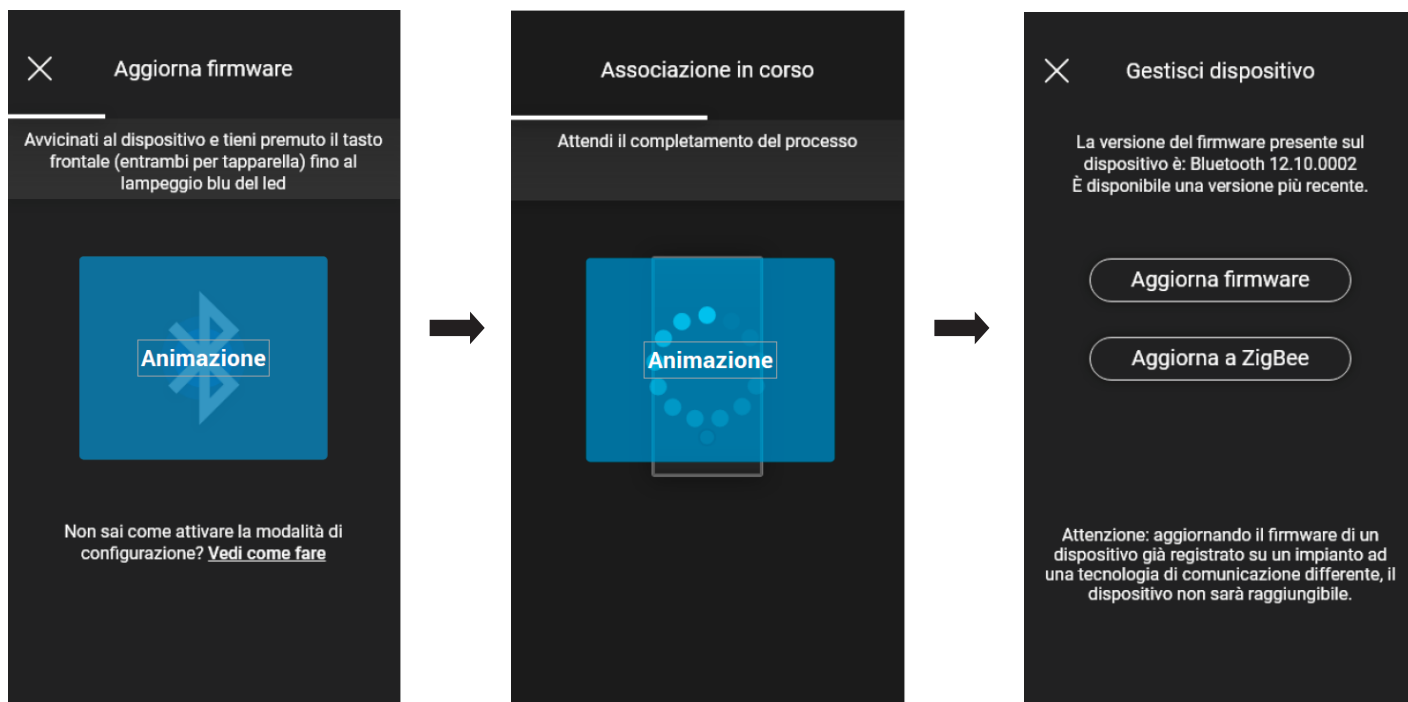 Aggiorna firmware
Avvicinati al dispositivo e tieni premuto il tasto
frontale (entrambi per tapparella) fino al
lampeggio blu del led
Animazione
Non sai come attivare la modalità di
configurazione? Vedi come fare
Associazione in corso
Attendi il completamento del processo
Animazione
Gestisci dispositivo
La versione del firmware presente sul
dispositivo è: Bluetooth 12.10.0002
È disponibile una versione più recente.
Aggiorna firmware
Aggiorna a ZigBee
Attenzione: aggiornando il firmware di un
dispositivo già registrato su un impianto ad
una tecnologia di comunicazione differente, il
dispositivo non sarà raggiungibile.